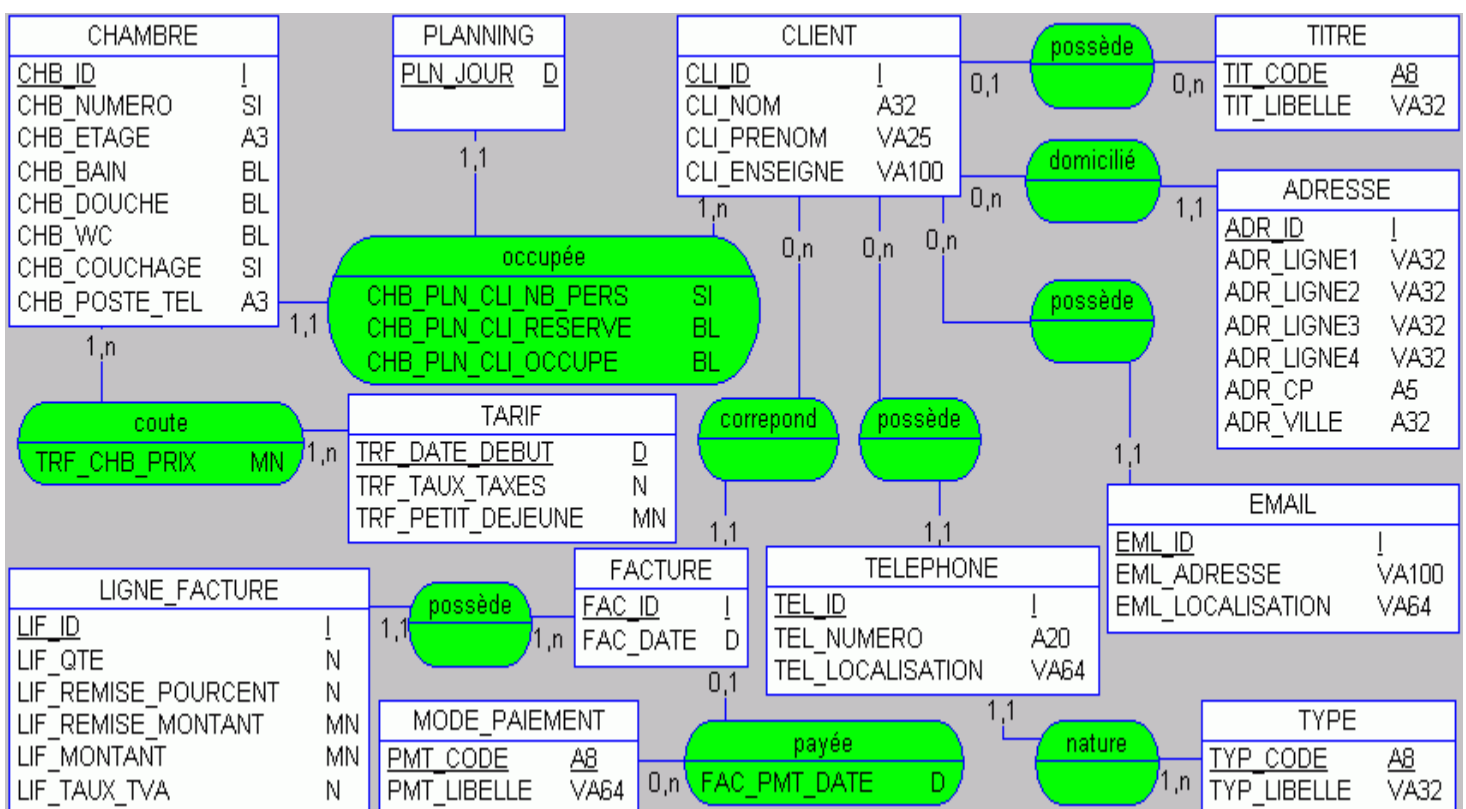 CHAMBRE
CHB_ID I
CHB_NUMERO SI
CHB_ETAGE A3
CHB_BAIN BL
CHB_DOUCHE BL
CHB_WC BL
CHB_COUCHAGE SI
CHB_POSTE_TEL A3
PLANNING
PLN_JOUR D
CLIENT
CLI_ID I
CLI_NOM A32
CLI_PRENOM VA25
CLI_ENSEIGNE VA100
possède
0,1
0,n
TITRE
TIT_CODE A8
TIT_LIBELLE VA32
domicilié
0,n
1,1
ADRESSE
ADR_ID I
ADR_LIGNE1 VA32
ADR_LIGNE2 VA32
ADR_LIGNE3 VA32
ADR_LIGNE4 VA32
ADR_CP A5
ADR_VILLE A32
1,1
1,n
0,n
0,n
0,n
occupée
CHB_PLN_CLI_NB_PERS SI
CHB_PLN_CLI_RESERVE BL
CHB_PLN_CLI_OCCUPE BL
1,1
possède
1,n
coute
TRF_CHB_PRIX MN
1,n
TARIF
TRF_DATE_DEBUT D
TRF_TAUX_TAXES N
TRF_PETIT_DEJEUNE MN
correpond
possède
1,1
1,1
1,1
EMAIL
EML_ID I
EML_ADRESSE VA100
EML_LOCALISATION VA64
LIGNE_FACTURE
LIF_ID I
LIF_QTE N
LIF_REMISE_POURCENT N
LIF_REMISE_MONTANT MN
LIF_MONTANT MN
LIF_TAUX_TVA N
possède
1,1
1,n
FACTURE
FAC_ID I
FAC_DATE D
TELEPHONE
TEL_ID I
TEL_NUMERO A20
TEL_LOCALISATION VA64
0,1
1,1
MODE_PAIEMENT
PMT_CODE A8
PMT_LIBELLE VA64
0,n
payée
FAC_PMT_DATE D
nature
1,n
TYPE
TYP_CODE A8
TYP_LIBELLE VA32